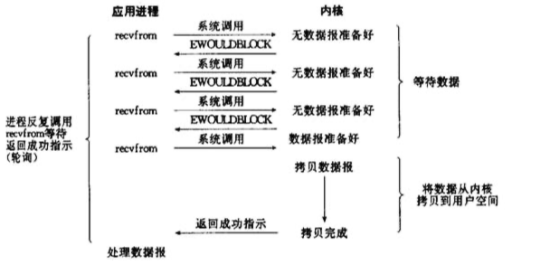 应用进程
内核
recvfrom
系统调用
无数据报准备好
EWOULDBLOCK
recvfrom
系统调用
无数据报准备好
EWOULDBLOCK
等待数据
recvfrom
系统调用
无数据报准备好
EWOULDBLOCK
进程反复调用
recvfrom等待
返回成功指示
(轮询)
recvfrom
系统调用
数据报准备好
拷贝数据报
将数据从内核
拷贝到用户空间
返回成功指示
拷贝完成
处理数据报